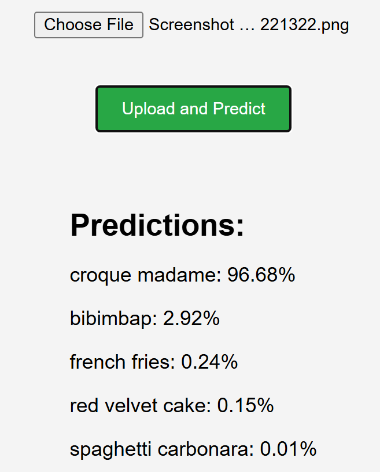 Choose File Screenshot … 221322.png
Upload and Predict
Predictions:
croque madame: 96.68%
bibimbap: 2.92%
french fries: 0.24%
red velvet cake: 0.15%
spaghetti carbonara: 0.01%